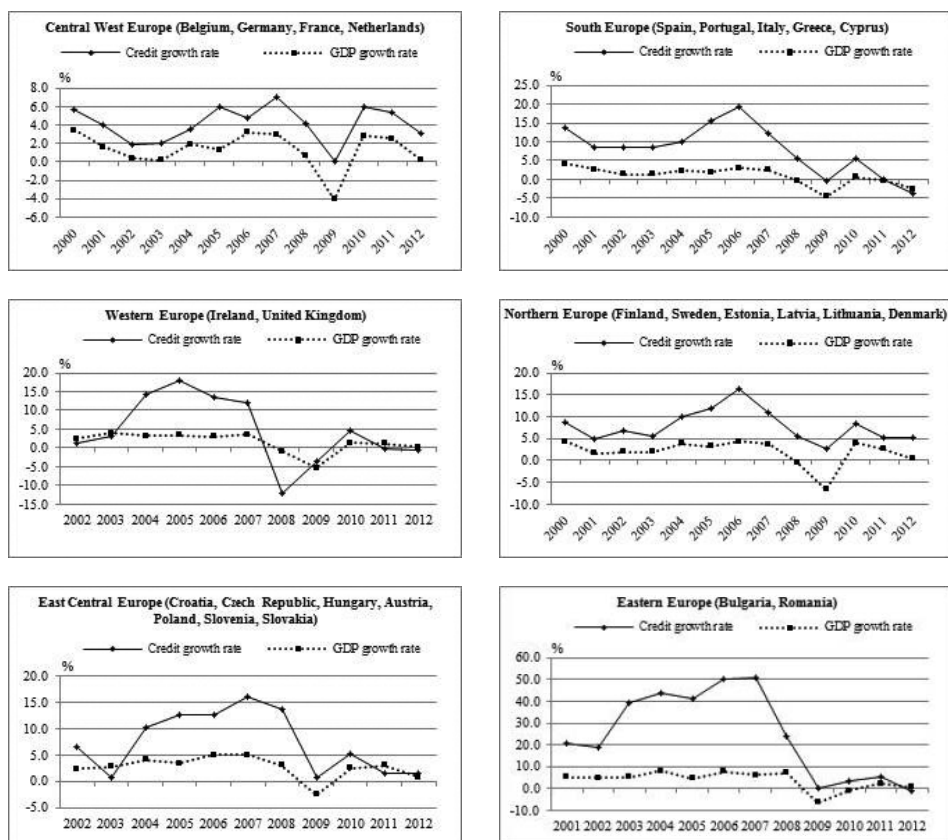 Central West Europe (Belgium, Germany, France, Netherlands)
Credit growth rate GDP growth rate
%
8.0
6.0
4.0
2.0
0.0
-2.0
-4.0
-6.0
2000 2001 2002 2003 2004 2005 2006 2007 2008 2009 2010 2011 2012
South Europe (Spain, Portugal, Italy, Greece, Cyprus)
Credit growth rate GDP growth rate
%
25.0
20.0
15.0
10.0
5.0
0.0
-5.0
-10.0
2000 2001 2002 2003 2004 2005 2006 2007 2008 2009 2010 2011 2012
Western Europe (Ireland, United Kingdom)
Credit growth rate GDP growth rate
%
20.0
15.0
10.0
5.0
0.0
-5.0
-10.0
-15.0
2002 2003 2004 2005 2006 2007 2008 2009 2010 2011 2012
Northern Europe (Finland, Sweden, Estonia, Latvia, Lithuania, Denmark)
Credit growth rate GDP growth rate
%
20.0
15.0
10.0
5.0
0.0
-5.0
-10.0
2000 2001 2002 2003 2004 2005 2006 2007 2008 2009 2010 2011 2012
East Central Europe (Croatia, Czech Republic, Hungary, Austria,
Poland, Slovenia, Slovakia)
Credit growth rate GDP growth rate
%
20.0
15.0
10.0
5.0
0.0
-5.0
2002 2003 2004 2005 2006 2007 2008 2009 2010 2011 2012
Eastern Europe (Bulgaria, Romania)
Credit growth rate GDP growth rate
%
60.0
50.0
40.0
30.0
20.0
10.0
0.0
-10.0
2001 2002 2003 2004 2005 2006 2007 2008 2009 2010 2011 2012